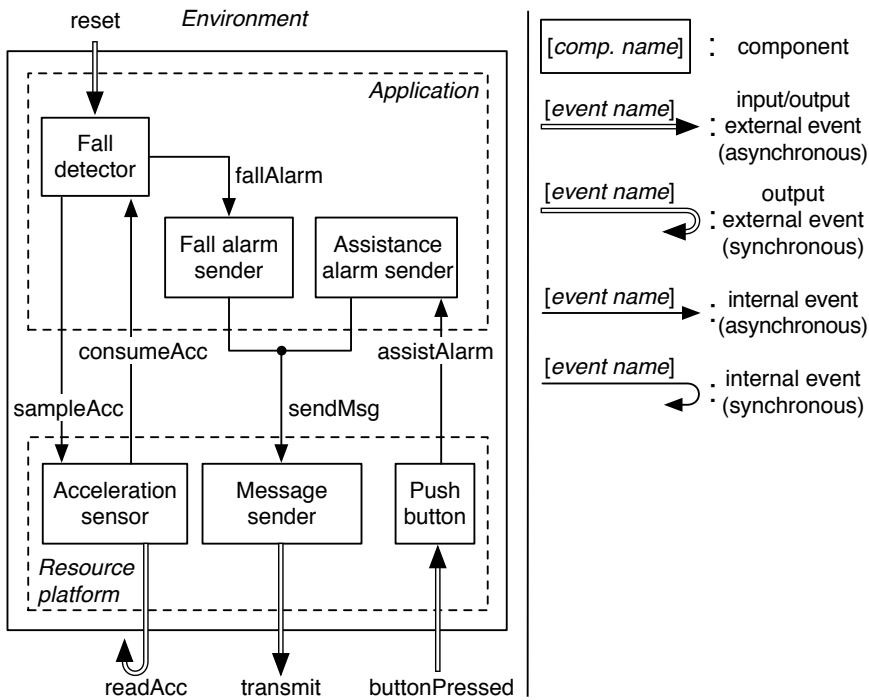 reset
Environment
Application
Fall
detector
fallAlarm
Fall alarm
sender
Assistance
alarm sender
consumeAcc
assistAlarm
sampleAcc
sendMsg
Acceleration
sensor
Message
sender
Push
button
Resource
platform
readAcc
transmit
buttonPressed
[comp. name]
: component
[event name]
: input/output
external event
(asynchronous)
[event name]
: output
external event
(synchronous)
[event name]
: internal event
(asynchronous)
[event name]
: internal event
(synchronous)